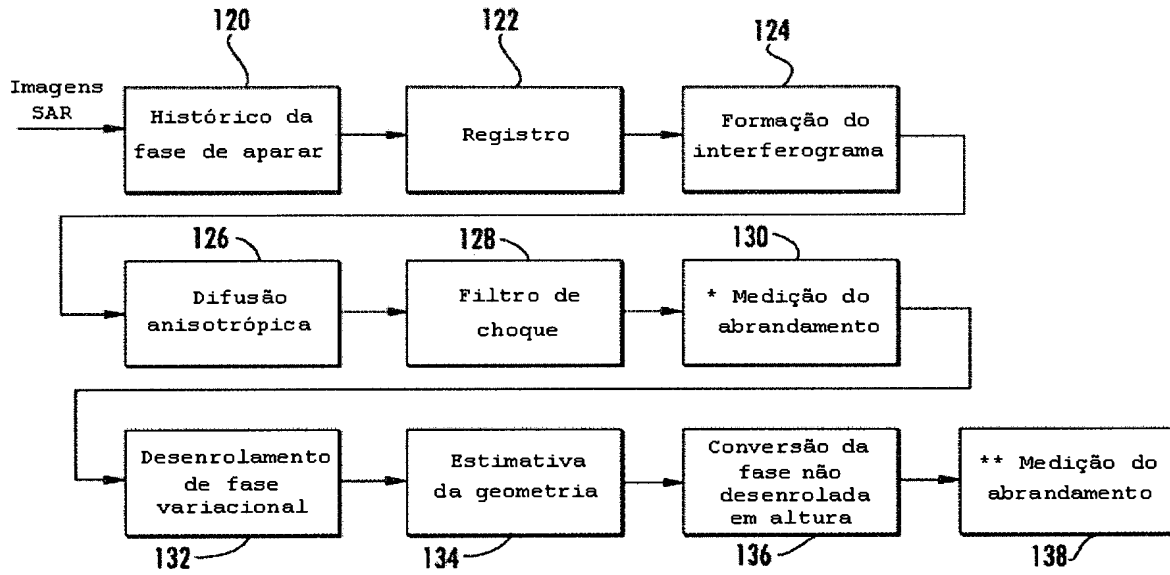 120
122
124
Imagens
SAR
Histórico da
fase de aparar
Registro
Formação do
interferograma
126
128
130
Difusão
anisotrópica
Filtro de
choque
* Medição do
abrandamento
Desenrolamento
de fase
variacional
Estimativa
da geometria
Conversão da
fase não
desenrolada
em altura
** Medição do
abrandamento
132
134
136
138